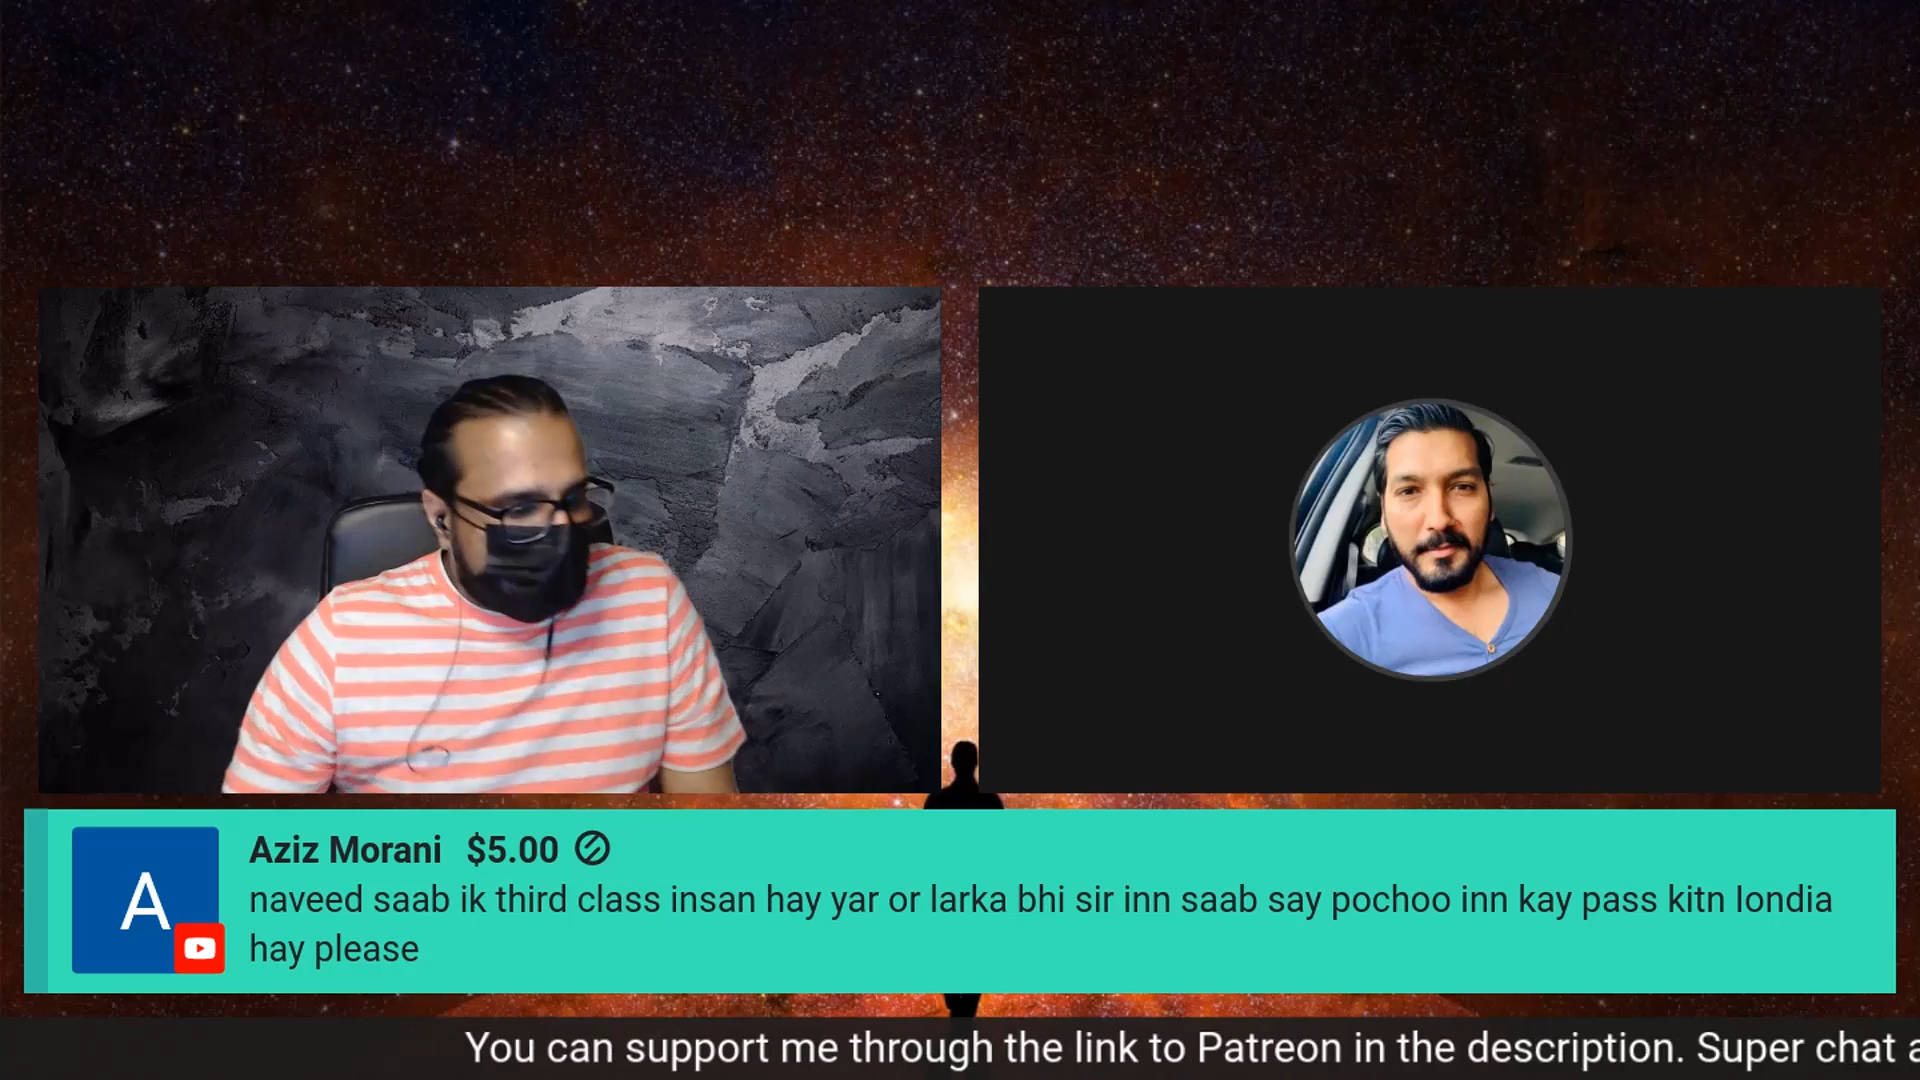 A
Aziz Morani $5.00
naveed saab ik third class insan hay yar or larka bhi sir inn saab say pochoo inn kay pass kitn londia
hay please
You can support me through the link to Patreon in the description. Super chat a